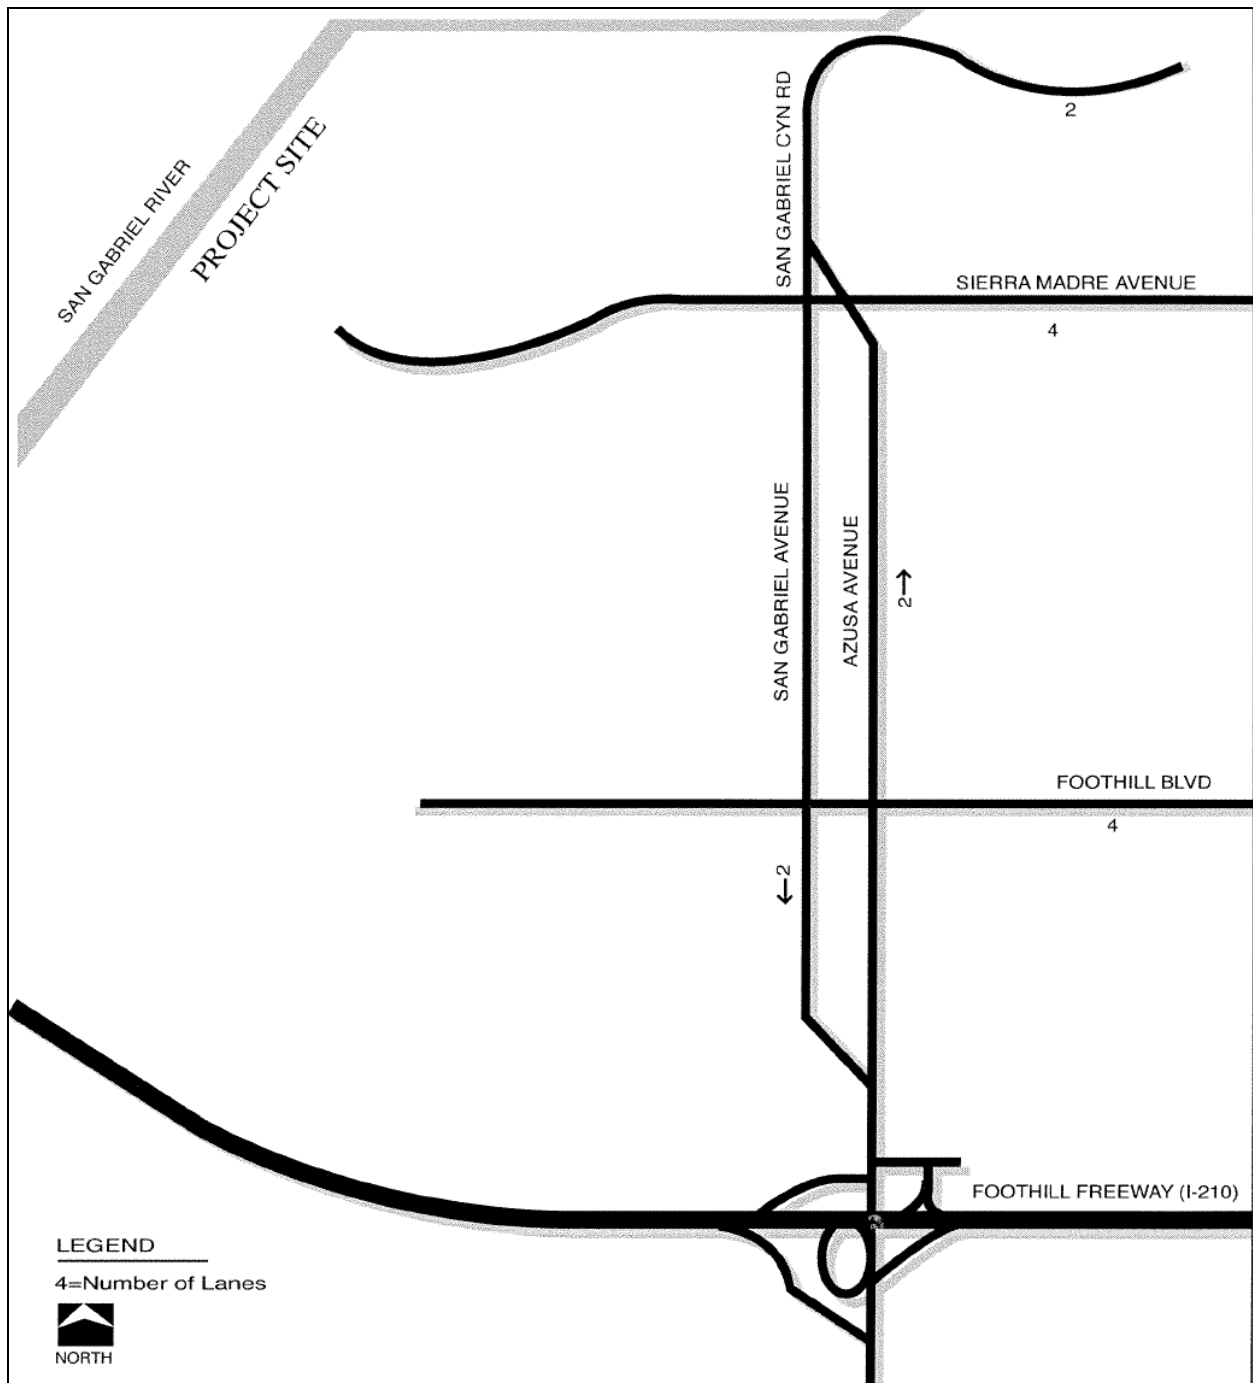 2
SAN GABRIEL CYN RD
SAN GABRIEL RIVER
PROJECT SITE
SIERRA MADRE AVENUE
4
SAN GABRIEL AVENUE
AZUSA AVENUE
2
FOOTHILL BLVD
4
2
FOOTHILL FREEWAY (I-210)
LEGEND
4=Number of Lanes
NORTH